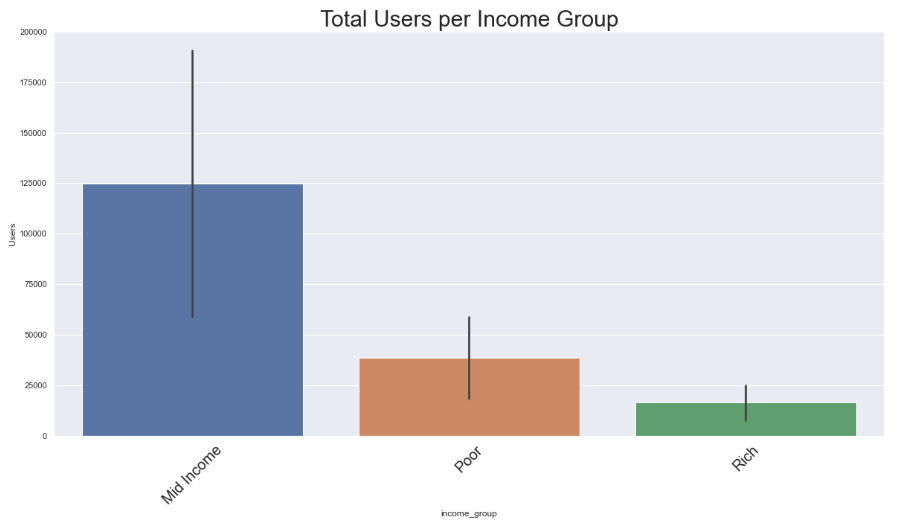 Total Users per Income Group
200000
175000
150000
125000
100000
75000
50000
25000
0
Users
Mid Income
Poor
Rich
income_group